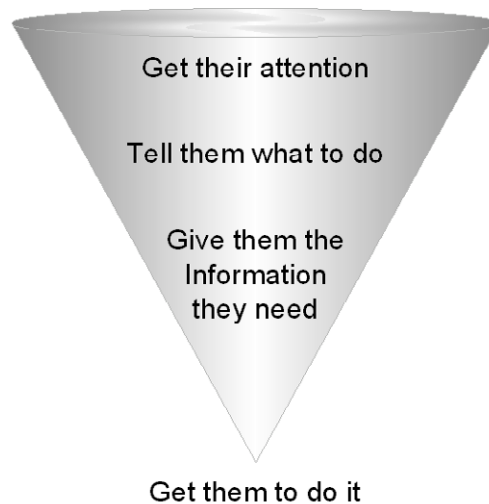 Get their attention
Tell them what to do
Give them the
Information
they need
Get them to do it